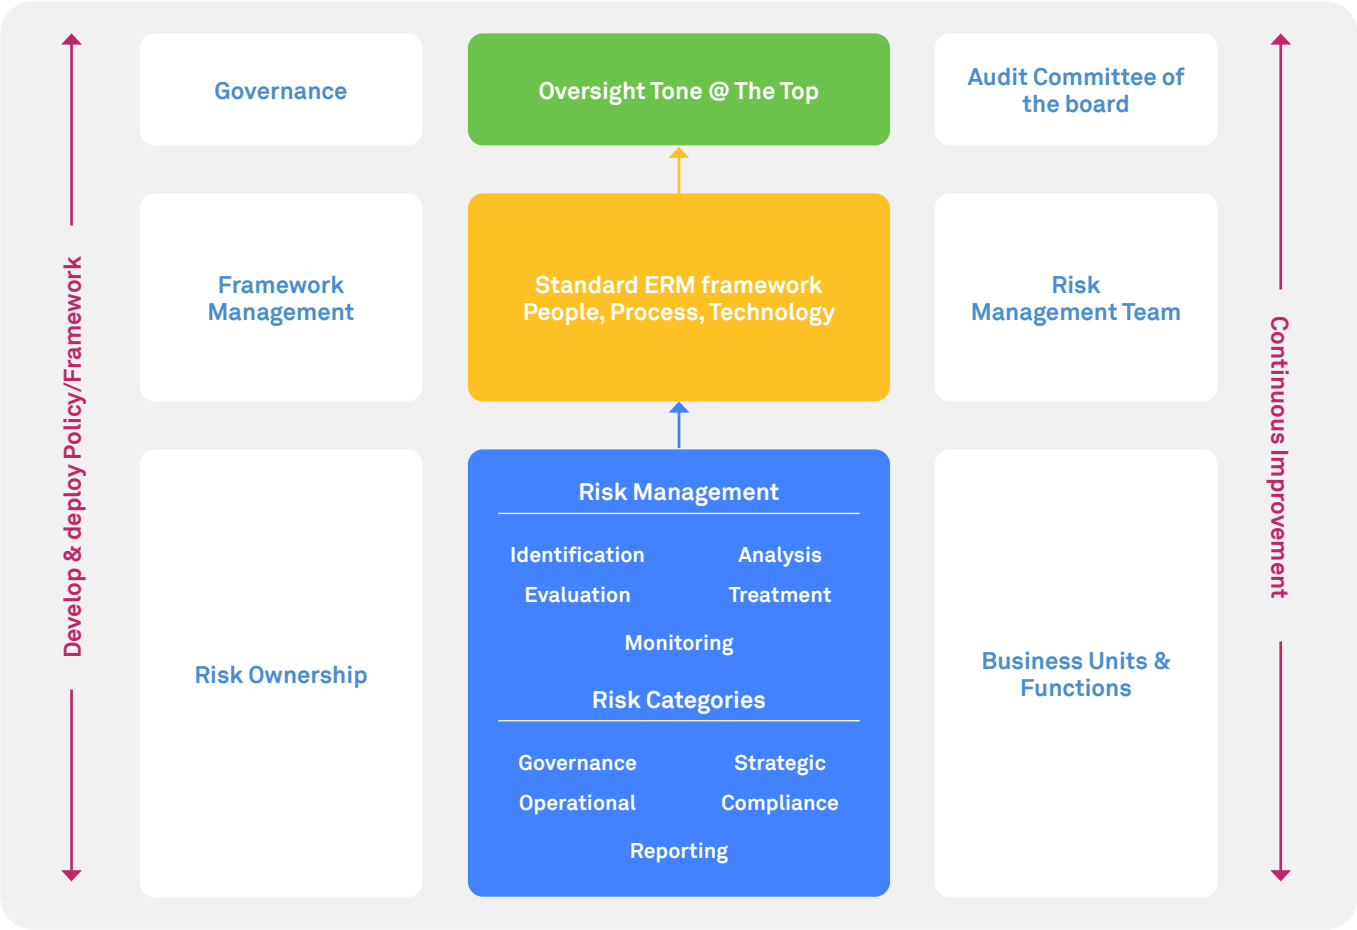 Develop & deploy Policy/Framework
Governance
Oversight Tone @ The Top
Audit Committee of
the board
Framework
Management
Standard ERM framework
People, Process, Technology
Risk
Management Team
Risk Ownership
Risk Management
Identification
Analysis
Evaluation
Treatment
Monitoring
Risk Categories
Governance
Strategic
Operational
Compliance
Reporting
Business Units &
Functions
Continuous Improvement